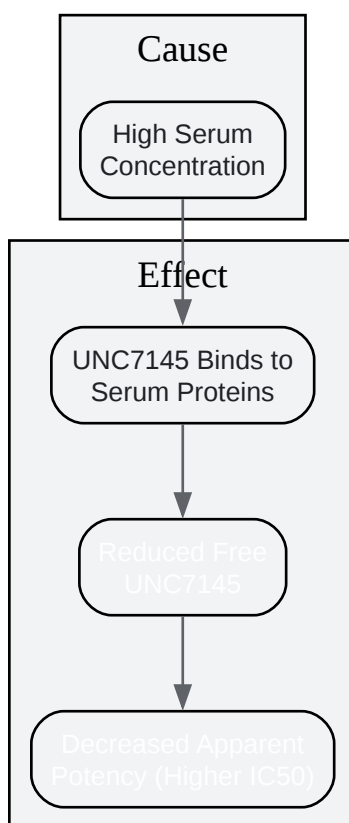 Cause
High Serum
Concentration
Effect
UNC7145 Binds to
Serum Proteins
Reduced Free
UNC7145
Decreased Apparent
Potency (Higher IC50)